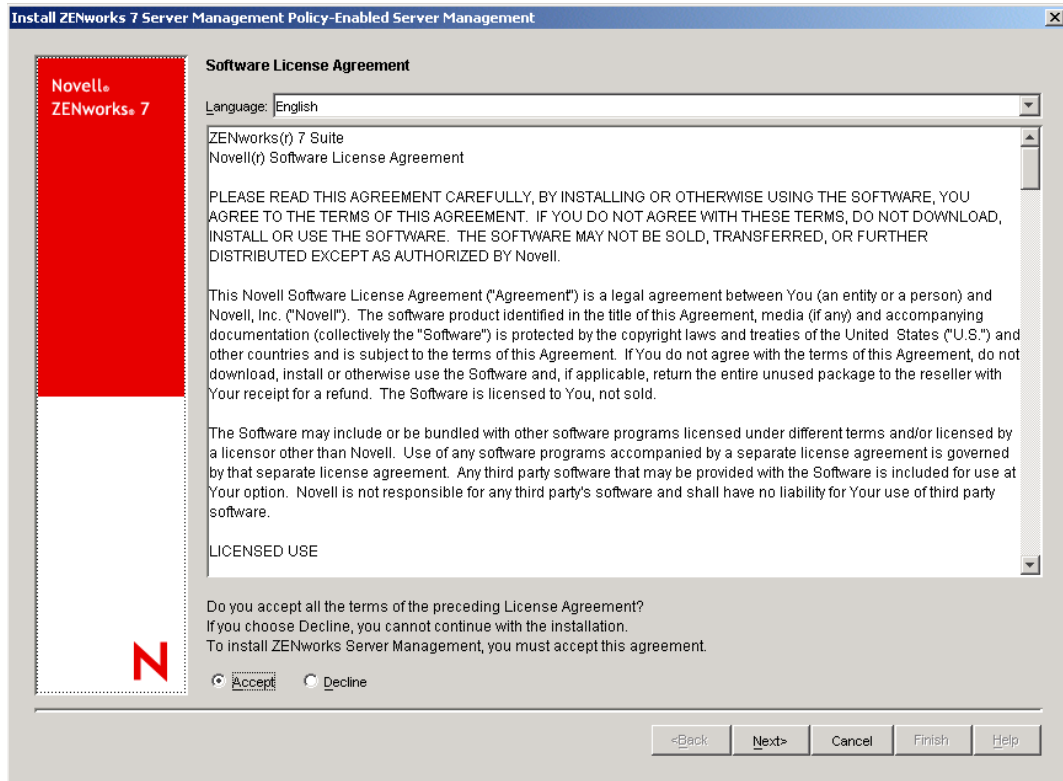 Install ZENworks 7 Server Management Policy-Enabled Server Management
Novell®
ZENworks® 7
Software License Agreement
Language: English
ZENworks(r) 7 Suite
Novell(r) Software License Agreement
PLEASE READ THIS AGREEMENT CAREFULLY, BY INSTALLING OR OTHERWISE USING THE SOFTWARE, YOU
AGREE TO THE TERMS OF THIS AGREEMENT.  IF YOU DO NOT AGREE WITH THESE TERMS, DO NOT DOWNLOAD,
INSTALL OR USE THE SOFTWARE.  THE SOFTWARE MAY NOT BE SOLD, TRANSFERRED, OR FURTHER
DISTRIBUTED EXCEPT AS AUTHORIZED BY Novell.
This Novell Software License Agreement ("Agreement") is a legal agreement between You (an entity or a person) and
Novell, Inc. ("Novell").  The software product identified in the title of this Agreement, media (if any) and accompanying
documentation (collectively the "Software") is protected by the copyright laws and treaties of the United  States ("U.S.") and
other countries and is subject to the terms of this Agreement.  If You do not agree with the terms of this Agreement, do not
download, install or otherwise use the Software and, if applicable, return the entire unused package to the reseller with
Your receipt for a refund.  The Software is licensed to You, not sold.
The Software may include or be bundled with other software programs licensed under different terms and/or licensed by
a licensor other than Novell.  Use of any software programs accompanied by a separate license agreement is governed
by that separate license agreement.  Any third party software that may be provided with the Software is included for use at
Your option.  Novell is not responsible for any third party's software and shall have no liability for Your use of third party
software.
LICENSED USE
Do you accept all the terms of the preceding License Agreement?
If you choose Decline, you cannot continue with the installation.
To install ZENworks Server Management, you must accept this agreement.
N
Accept Decline
<Back Next> Cancel Finish Help